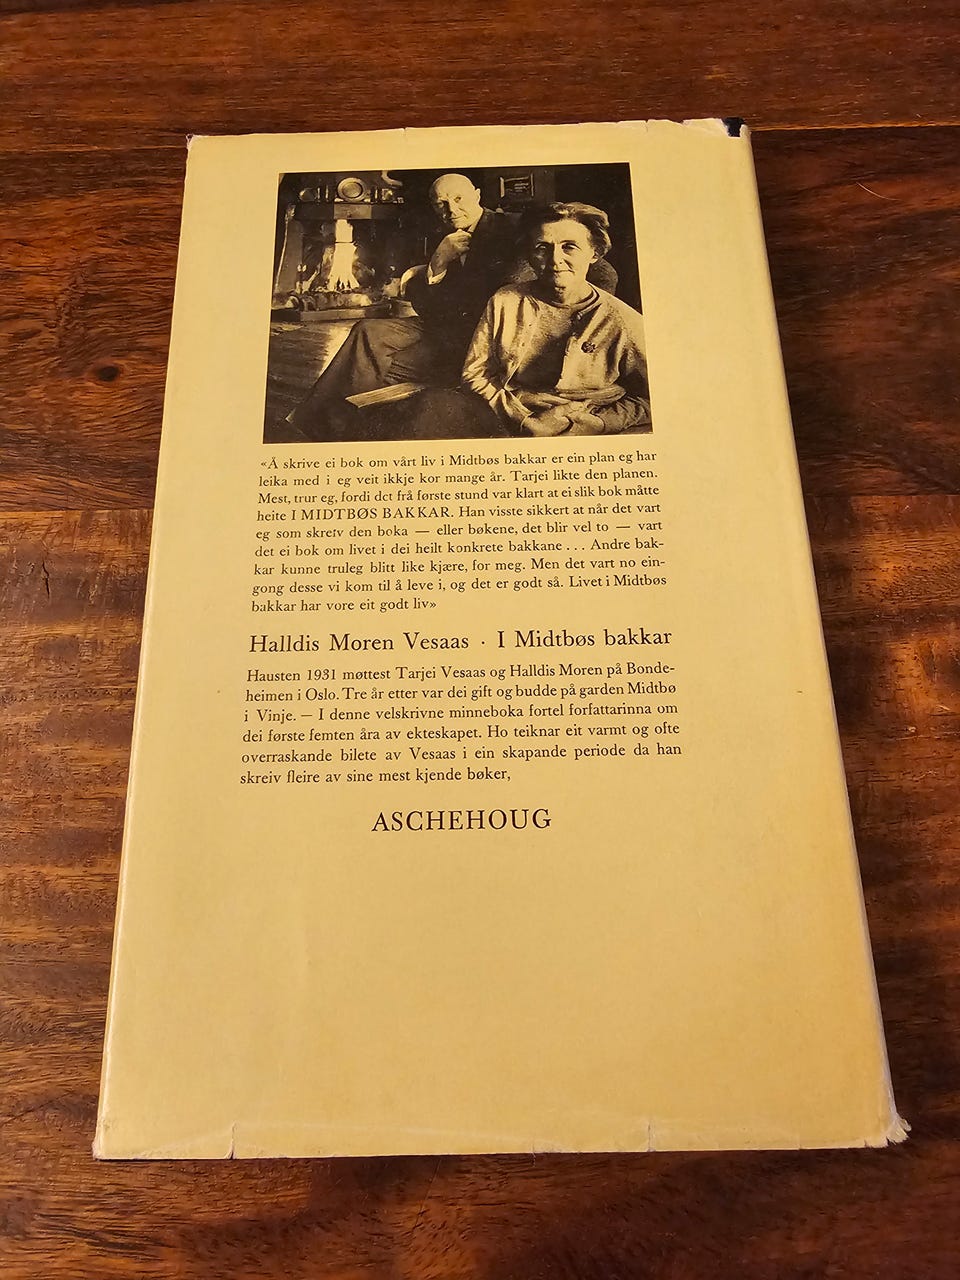 «Å skrive ei bok om vårt liv i Midtbøs bakkar er ein plan eg har
leika med i eg veit ikkje kor mange år. Tarjei likte den planen.
Mest, trur eg, fordi det frå første stund var klart at ei slik bok måtte
heite I MIDTBØS BAKKAR. Han visste sikkert at når det vart
eg som skreiv den boka — eller bøkene, det blir vel to — vart
det ei bok om livet i dei heilt konkrete bakkane . . . Andre bak-
kar kunne truleg blitt like kjære, for meg. Men det vart no ein-
gong desse vi kom til å leve i, og det er godt så. Livet i Midtbøs
bakkar har vore eit godt liv»
Halldis Moren Vesaas · I Midtbøs bakkar
Hausten 1931 møttest Tarjei Vesaas og Halldis Moren på Bonde-
heimen i Oslo. Tre år etter var dei gift og budde på garden Midtbø
i Vinje. — I denne velskrivne minneboka fortel forfattarinna om
dei første femten åra av ekteskapet. Ho teiknar eit varmt og ofte
overraskande bilete av Vesaas i ein skapande periode da han
skreiv fleire av sine mest kjende bøker,
ASCHEHOUG